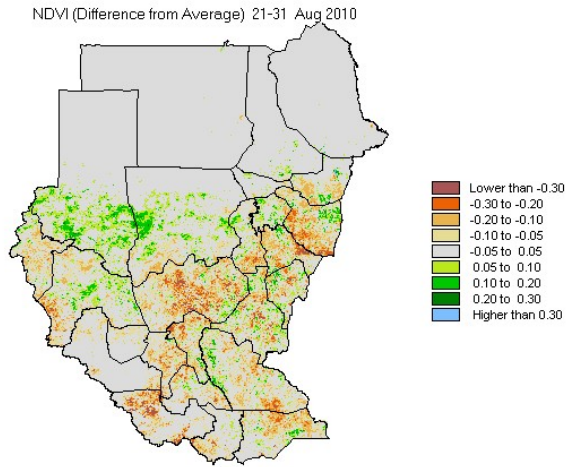 NDVI (Difference from Average) 21-31 Aug 2010
Lower than -0.30
-0.30 to -0.20
-0.20 to -0.10
-0.10 to -0.05
-0.05 to 0.05
0.05 to 0.10
0.10 to 0.20
0.20 to 0.30
Higher than 0.30